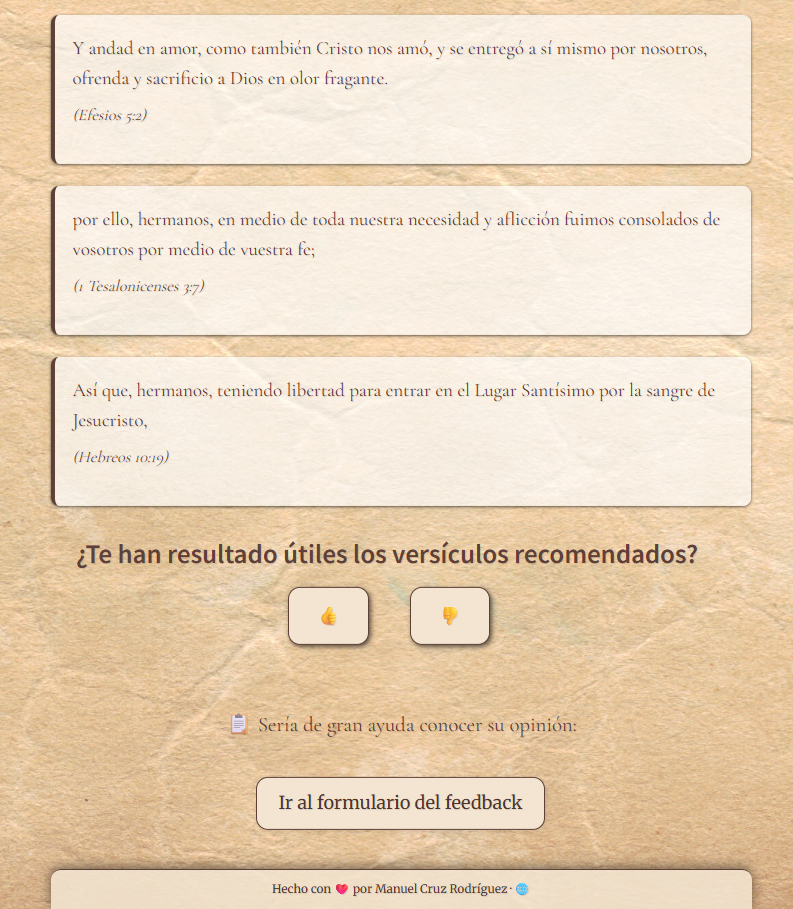 Y andad en amor, como también Cristo nos amó, y se entregó a sí mismo por nosotros,
ofrenda y sacrificio a Dios en olor fragante.
(Efesios 5:2)
por ello, hermanos, en medio de toda nuestra necesidad y aflicción fuimos consolados de
vosotros por medio de vuestra fe;
(1 Tesalonicenses 3:7)
Así que, hermanos, teniendo libertad para entrar en el Lugar Santísimo por la sangre de
Jesucristo,
(Hebreos 10:19)
¿Te han resultado útiles los versículos recomendados?
👍 👎
📋 Sería de gran ayuda conocer su opinión:
Ir al formulario del feedback
Hecho con ❤️ por Manuel Cruz Rodríguez · 🌐